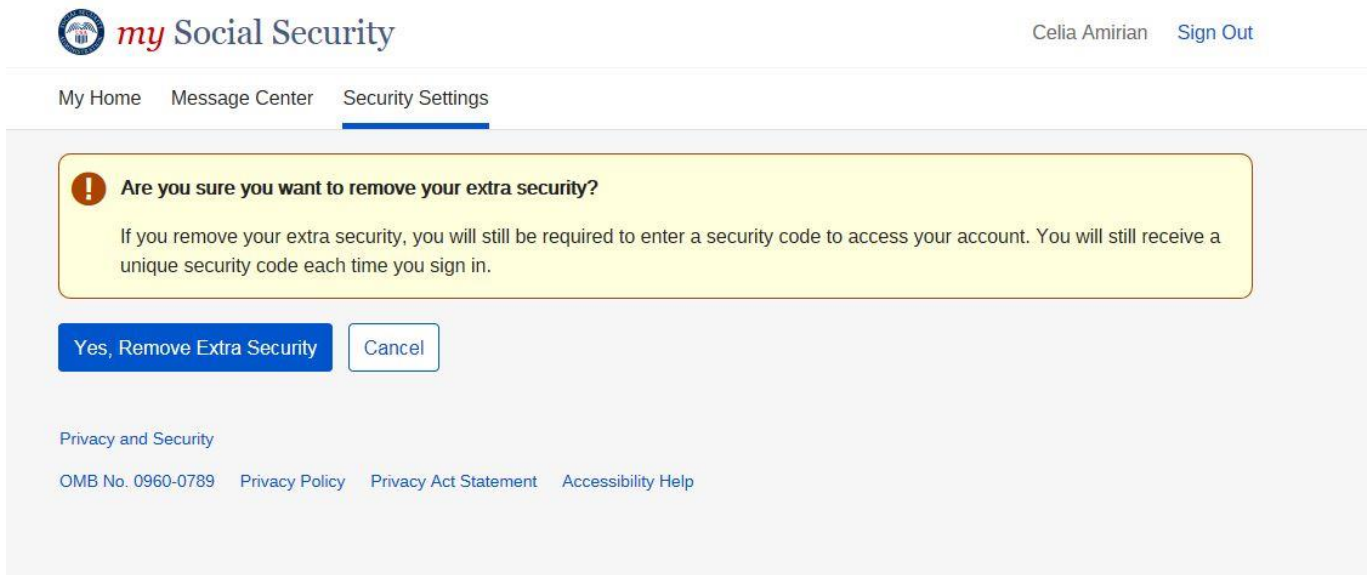 my Social Security
Celia Amirian Sign Out
My Home Message Center Security Settings
Are you sure you want to remove your extra security?
If you remove your extra security, you will still be required to enter a security code to access your account. You will still receive a
unique security code each time you sign in.
Yes, Remove Extra Security Cancel
Privacy and Security
OMB No. 0960-0789 Privacy Policy Privacy Act Statement Accessibility Help